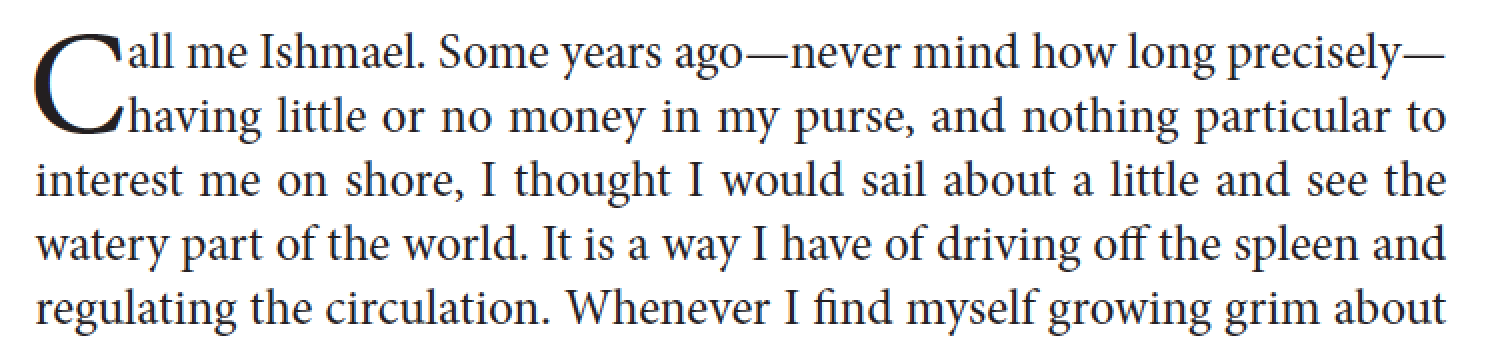 Call me Ishmael. Some years ago—never mind how long precisely—
having little or no money in my purse, and nothing particular to
interest me on shore, I thought I would sail about a little and see the
watery part of the world. It is a way I have of driving off the spleen and
regulating the circulation. Whenever I find myself growing grim about